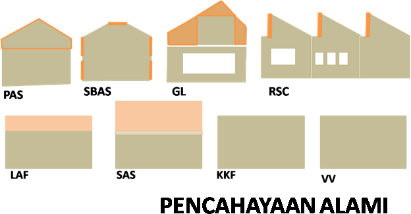 PAS SBAS GL RSC
LAF SAS KKF VV
PENCAHAYAAN ALAMI